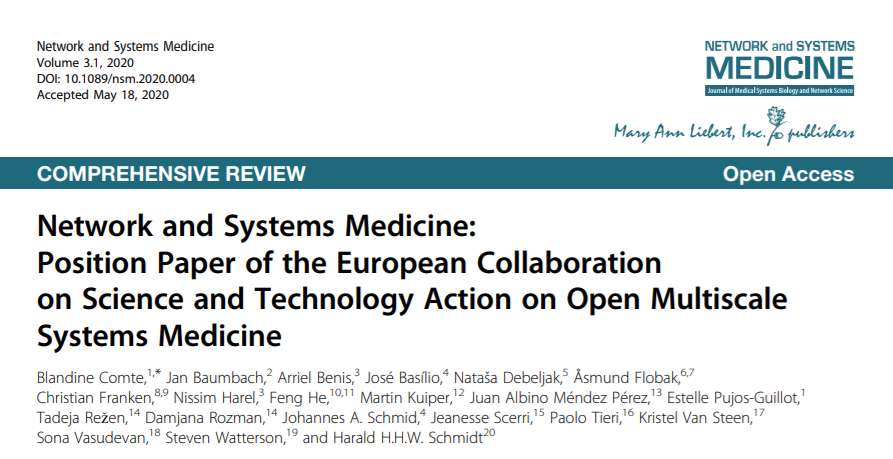 Network and Systems Medicine
Volume 3.1, 2020
DOI: 10.1089/nsm.2020.0004
Accepted May 18, 2020
NETWORK and SYSTEMS
MEDICINE
Journal of Medical Systems Biology and Network Science
Mary Ann Liebert, Inc. publishers
COMPREHENSIVE REVIEW
Open Access
Network and Systems Medicine:
Position Paper of the European Collaboration
on Science and Technology Action on Open Multiscale
Systems Medicine
Blandine Comte,1,* Jan Baumbach,2 Arriel Benis,3 José Basílio,4 Nataša Debeljak,5 Åsmund Flobak,6,7
Christian Franken,8,9 Nissim Harel,3 Feng He,10,11 Martin Kuiper,12 Juan Albino Méndez Pérez,13 Estelle Pujos-Guillot,1
Tadeja Režen,14 Damjana Rozman,14 Johannes A. Schmid,4 Jeanesse Scerri,15 Paolo Tieri,16 Kristel Van Steen,17
Sona Vasudevan,18 Steven Watterson,19 and Harald H.H.W. Schmidt20